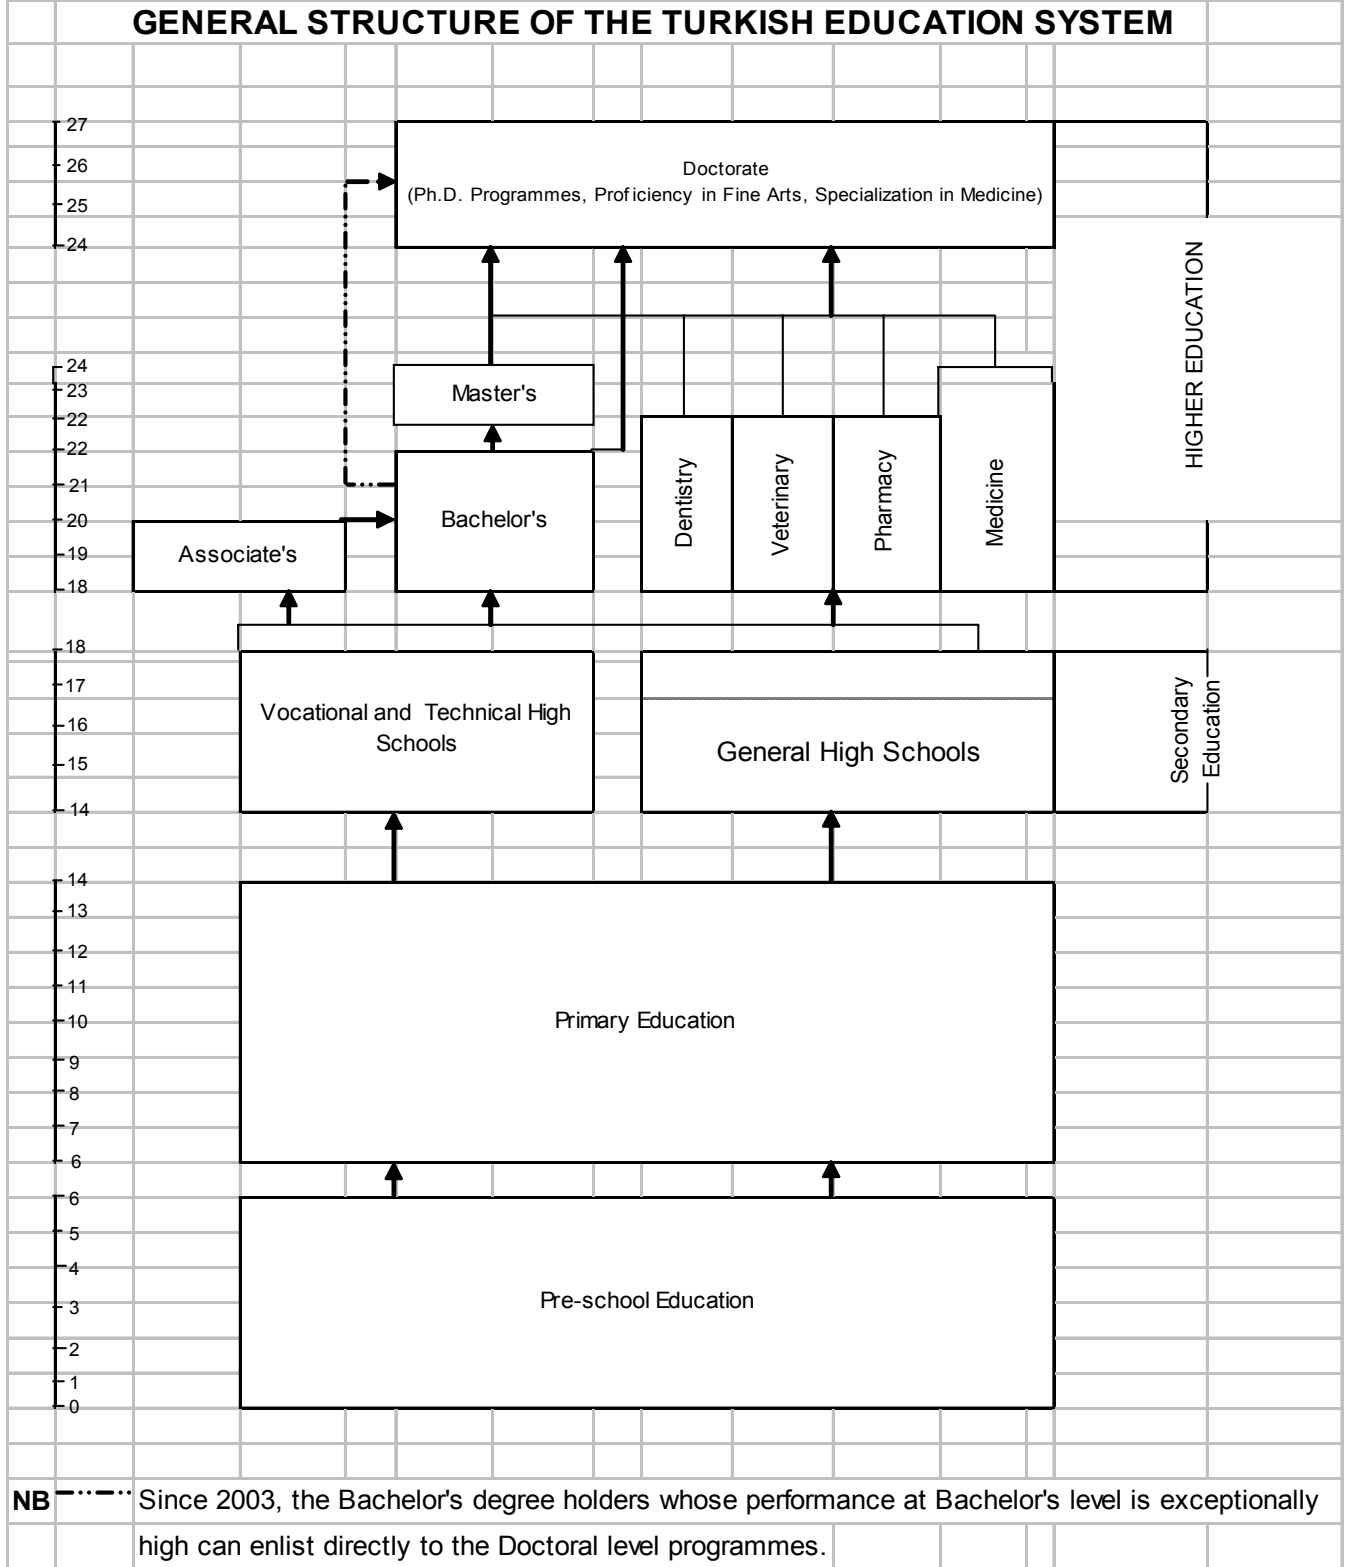 GENERAL STRUCTURE OF THE TURKISH EDUCATION SYSTEM
27
26
25
24
Doctorate
(Ph.D. Programmes, Proficiency in Fine Arts, Specialization in Medicine)
HIGHER EDUCATION
24
23
22
Master's
22
21
20
19
18
Bachelor's
Associate's
Dentistry
Veterinary
Pharmacy
Medicine
18
17
16
15
14
Vocational and Technical High
Schools
General High Schools
Secondary
Education
14
13
12
11
10
9
8
7
6
Primary Education
6
5
4
3
2
1
0
Pre-school Education
NB Since 2003, the Bachelor's degree holders whose performance at Bachelor's level is exceptionally
high can enlist directly to the Doctoral level programmes.